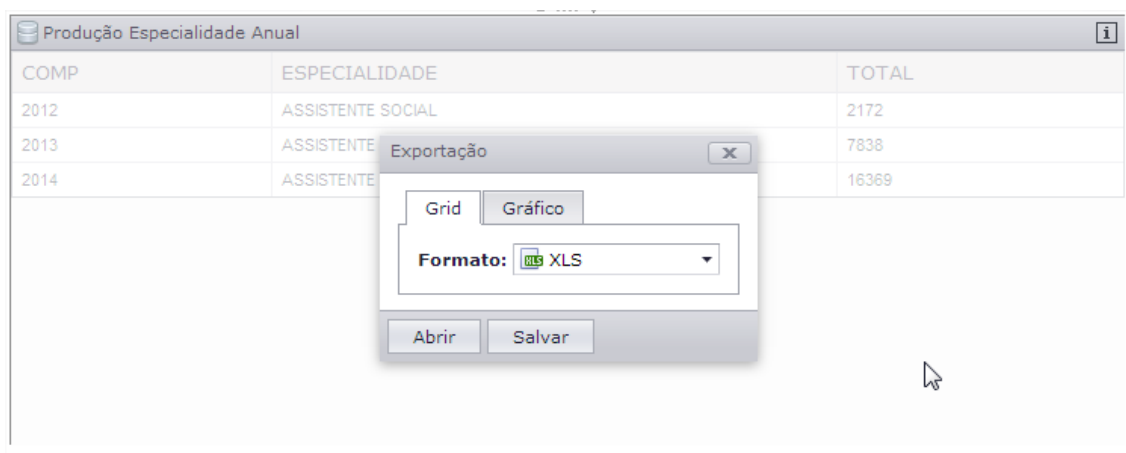 Produção Especialidade Anual
COMP ESPECIALIDADE TOTAL
2012 ASSISTENTE SOCIAL 2172
2013 ASSISTENTE 7838
2014 ASSISTENTE 16369
Exportação
Grid Gráfico
Formato: XLS
Abrir Salvar